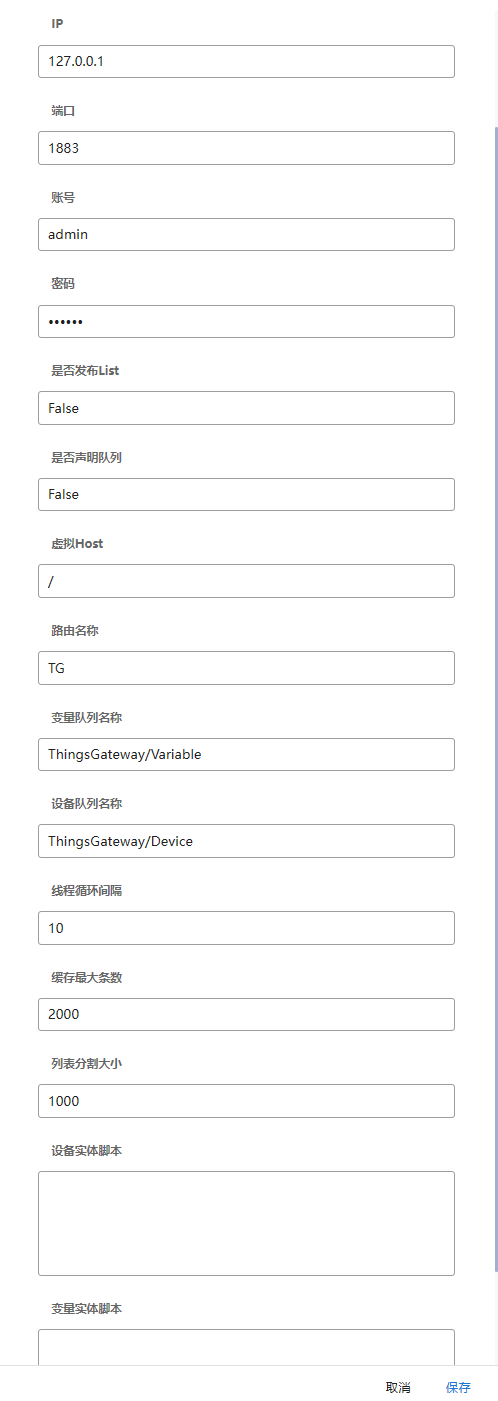 IP
127.0.0.1
端口
1883
账号
admin
密码
••••••
是否发布List
False
是否声明队列
False
虚拟Host
/
路由名称
TG
变量队列名称
ThingsGateway/Variable
设备队列名称
ThingsGateway/Device
线程循环间隔
10
缓存最大条数
2000
列表分割大小
1000
设备实体脚本
变量实体脚本
取消 保存